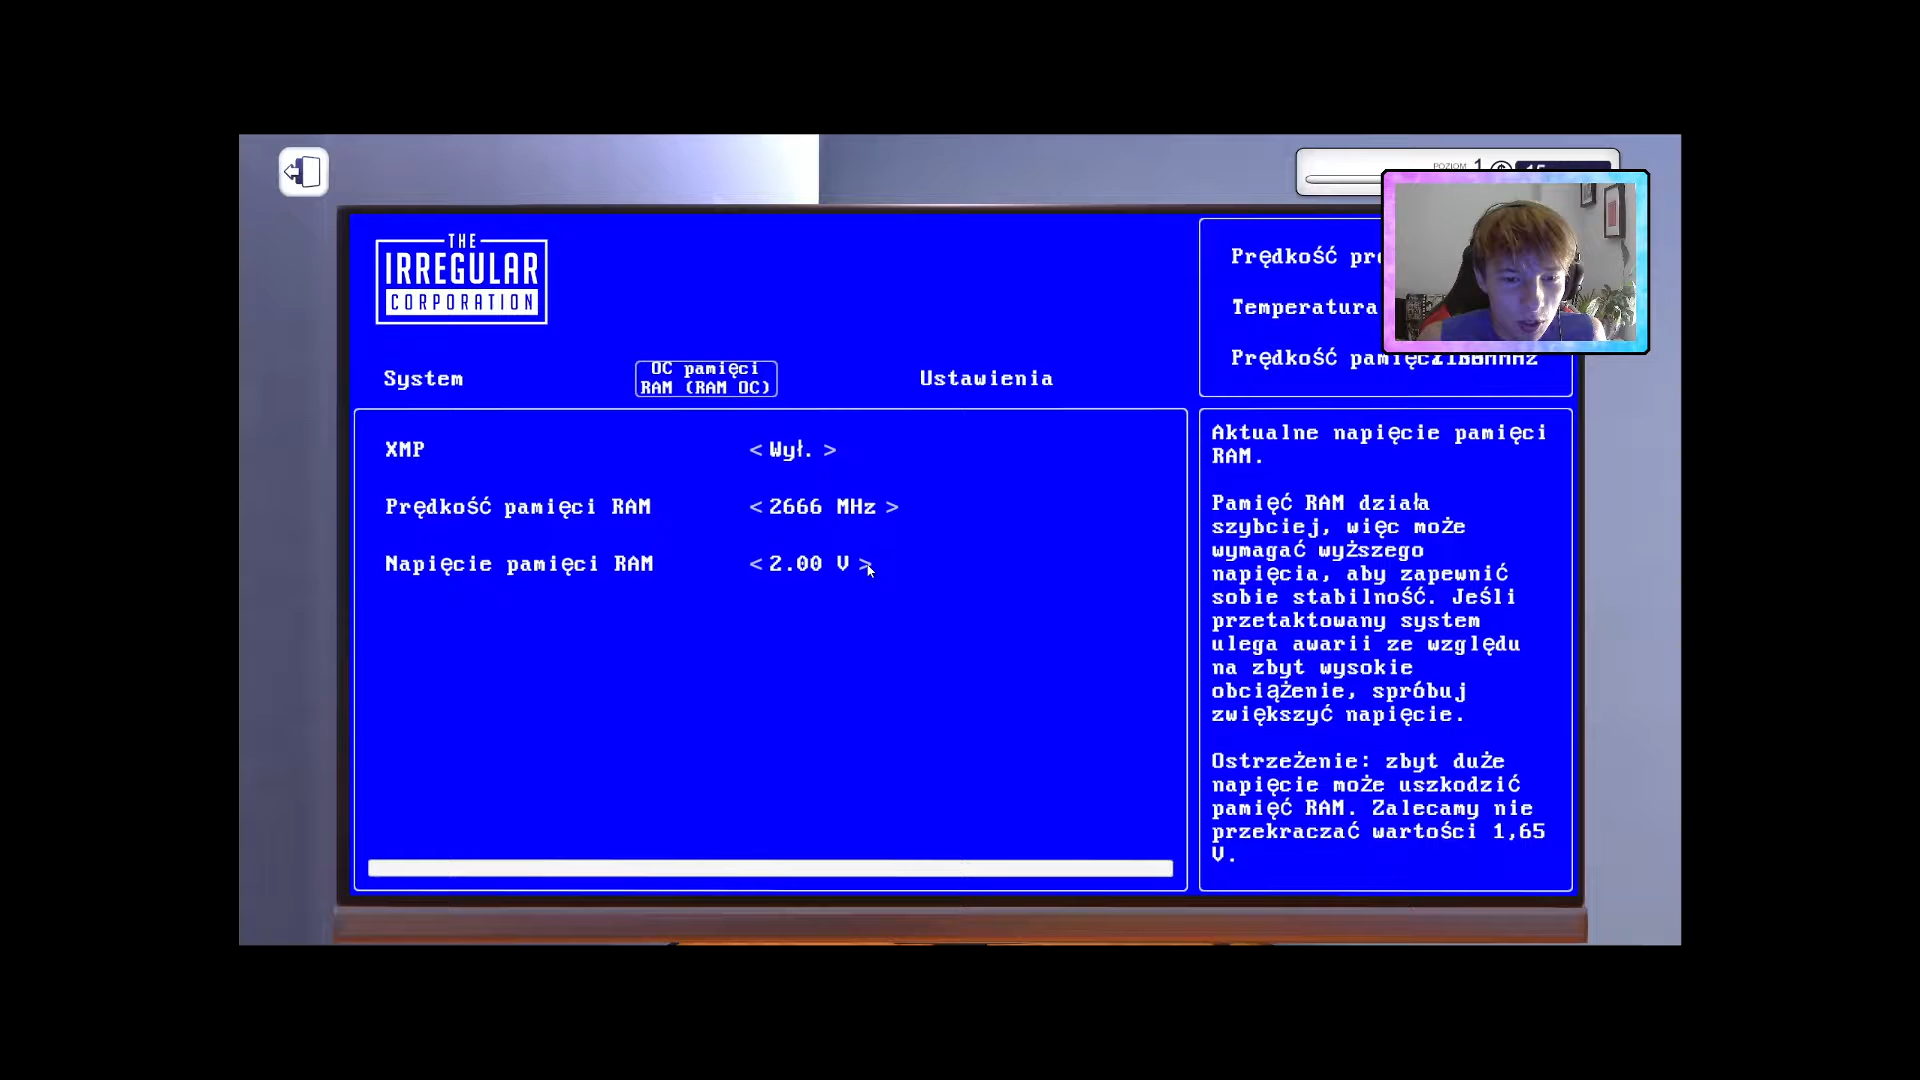 POZIOM 1
THE
IRREGULAR
CORPORATION
System
OC pamięci
RAM (RAM OC)
Ustawienia
XMP
< Wył. >
Prędkość pamięci RAM
< 2666 MHz >
Napięcie pamięci RAM
< 2.00 V >
Prędkość
Temperatura
Prędkość
Aktualne napięcie pamięci
RAM.
Pamięć RAM działa
szybciej, więc może
wymagać wyższego
napięcia, aby zapewnić
sobie stabilność. Jeśli
przetaktowany system
ulega awarii ze względu
na zbyt wysokie
obciążenie, spróbuj
zwiększyć napięcie.
Ostrzeżenie: zbyt duże
napięcie może uszkodzić
pamięć RAM. Zalecamy nie
przekraczać wartości 1,65
V.